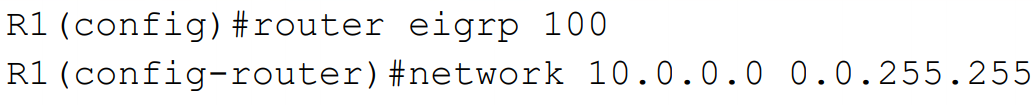 R1(config)#router eigrp 100
R1(config-router)#network 10.0.0.0 0.0.255.255